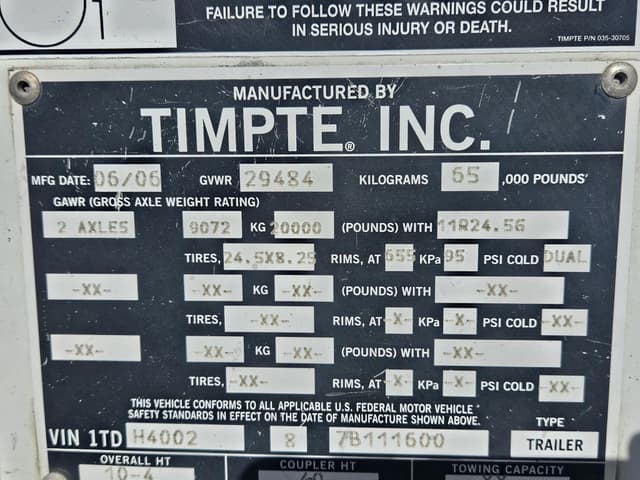 FAILURE TO FOLLOW THESE WARNINGS COULD RESULT
IN SERIOUS INJURY OR DEATH.
TIMPTE P/N 035-30705
MANUFACTURED BY
TIMPTE® INC.
MFG DATE: 06/06 GVWR 29484 KILOGRAMS 65 ,000 POUNDS'
GAWR (GROSS AXLE WEIGHT RATING)
2 AXLES 9072 KG 20000 (POUNDS) WITH 11R24.5G
TIRES, 24.5X8.25 RIMS, AT 655 KPa 95 PSI COLD DUAL
-XX- -XX- KG -XX- (POUNDS) WITH -XX-
TIRES, -XX- RIMS, AT -X- KPa -X- PSI COLD -XX-
-XX- -XX- KG -XX- (POUNDS) WITH -XX-
TIRES, -XX- RIMS, AT -X- KPa -X- PSI COLD -XX-
THIS VEHICLE CONFORMS TO ALL APPLICABLE U.S. FEDERAL MOTOR VEHICLE
SAFETY STANDARDS IN EFFECT ON THE DATE OF MANUFACTURE SHOWN ABOVE.
TYPE
VIN 1TD H4002 8 7B111600 TRAILER
OVERALL HT COUPLER HT TOWING CAPACITY
10-4